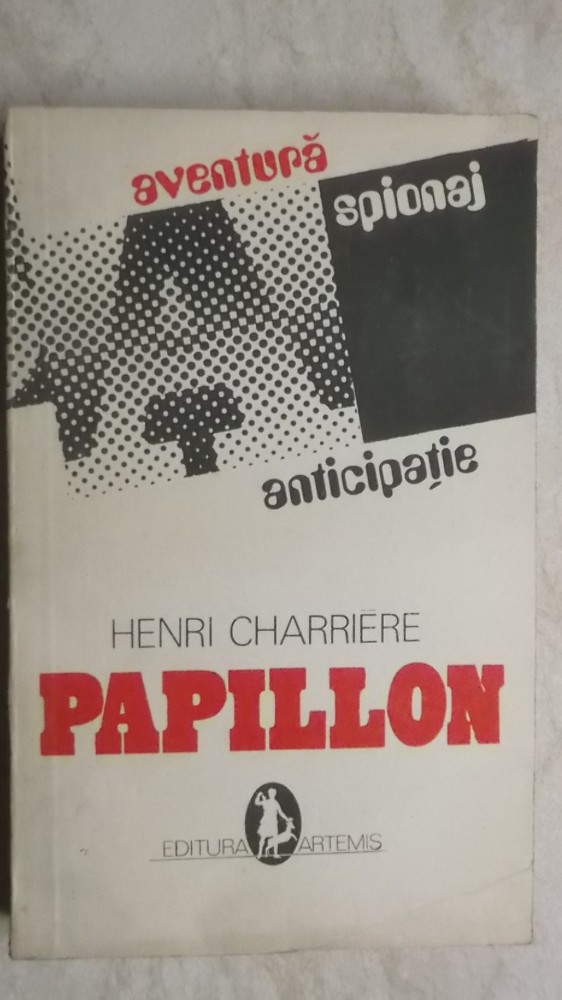 aventură
spionaj
anticipație
HENRI CHARRIÈRE
PAPILLON
EDITURA ARTEMIS